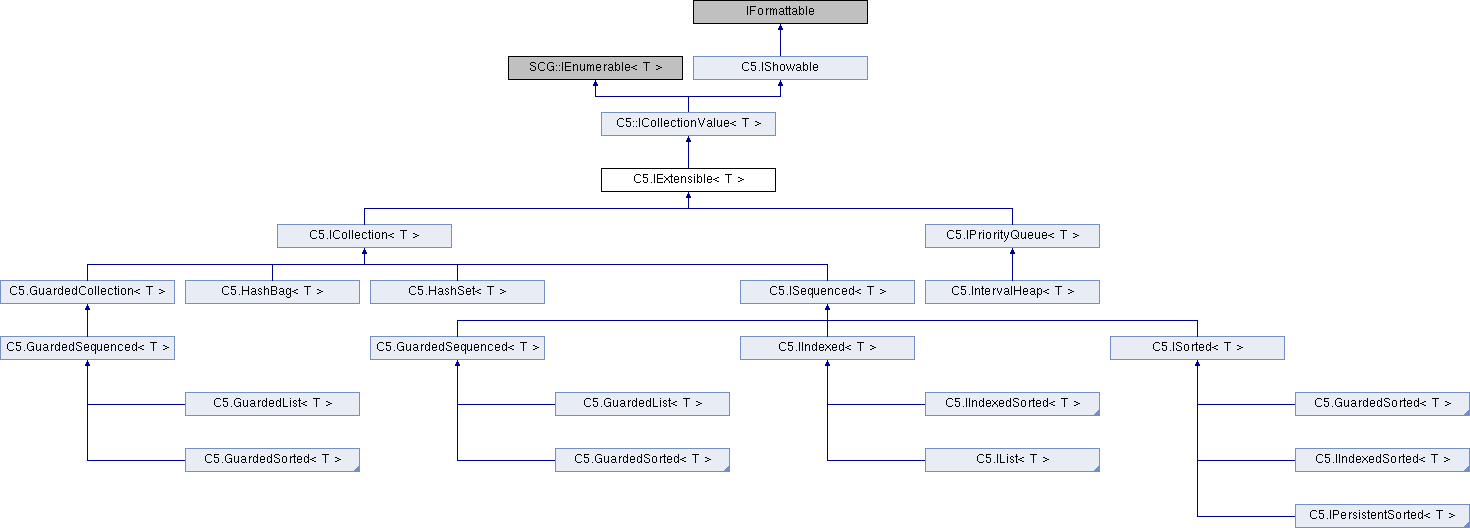 IFormattable
SCG::IEnumerable< T >
C5.IShowable
C5::ICollectionValue< T >
C5.IExtensible< T >
C5.ICollection< T >
C5.IPriorityQueue< T >
C5.GuardedCollection< T >
C5.HashBag< T >
C5.HashSet< T >
C5.ISequenced< T >
C5.IntervalHeap< T >
C5.GuardedSequenced< T >
C5.GuardedSequenced< T >
C5.IIndexed< T >
C5.ISorted< T >
C5.GuardedList< T >
C5.GuardedList< T >
C5.IIndexedSorted< T >
C5.GuardedSorted< T >
C5.GuardedSorted< T >
C5.GuardedSorted< T >
C5.IList< T >
C5.IIndexedSorted< T >
C5.IPersistentSorted< T >